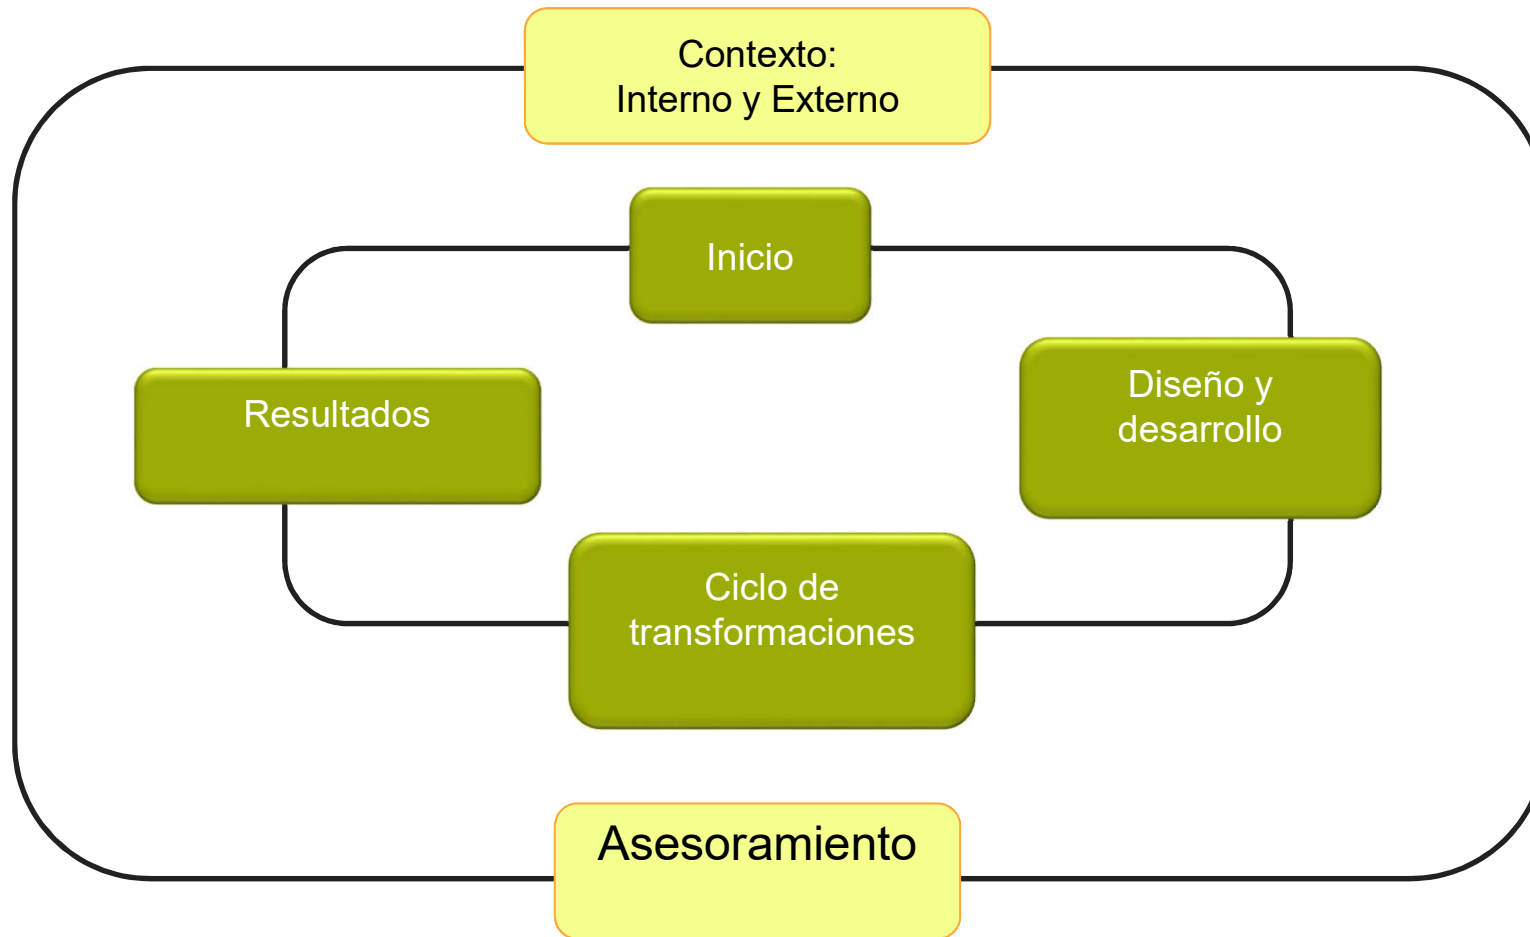 Contexto:
Interno y Externo
Inicio
Diseño y
desarrollo
Resultados
Ciclo de
transformaciones
Asesoramiento